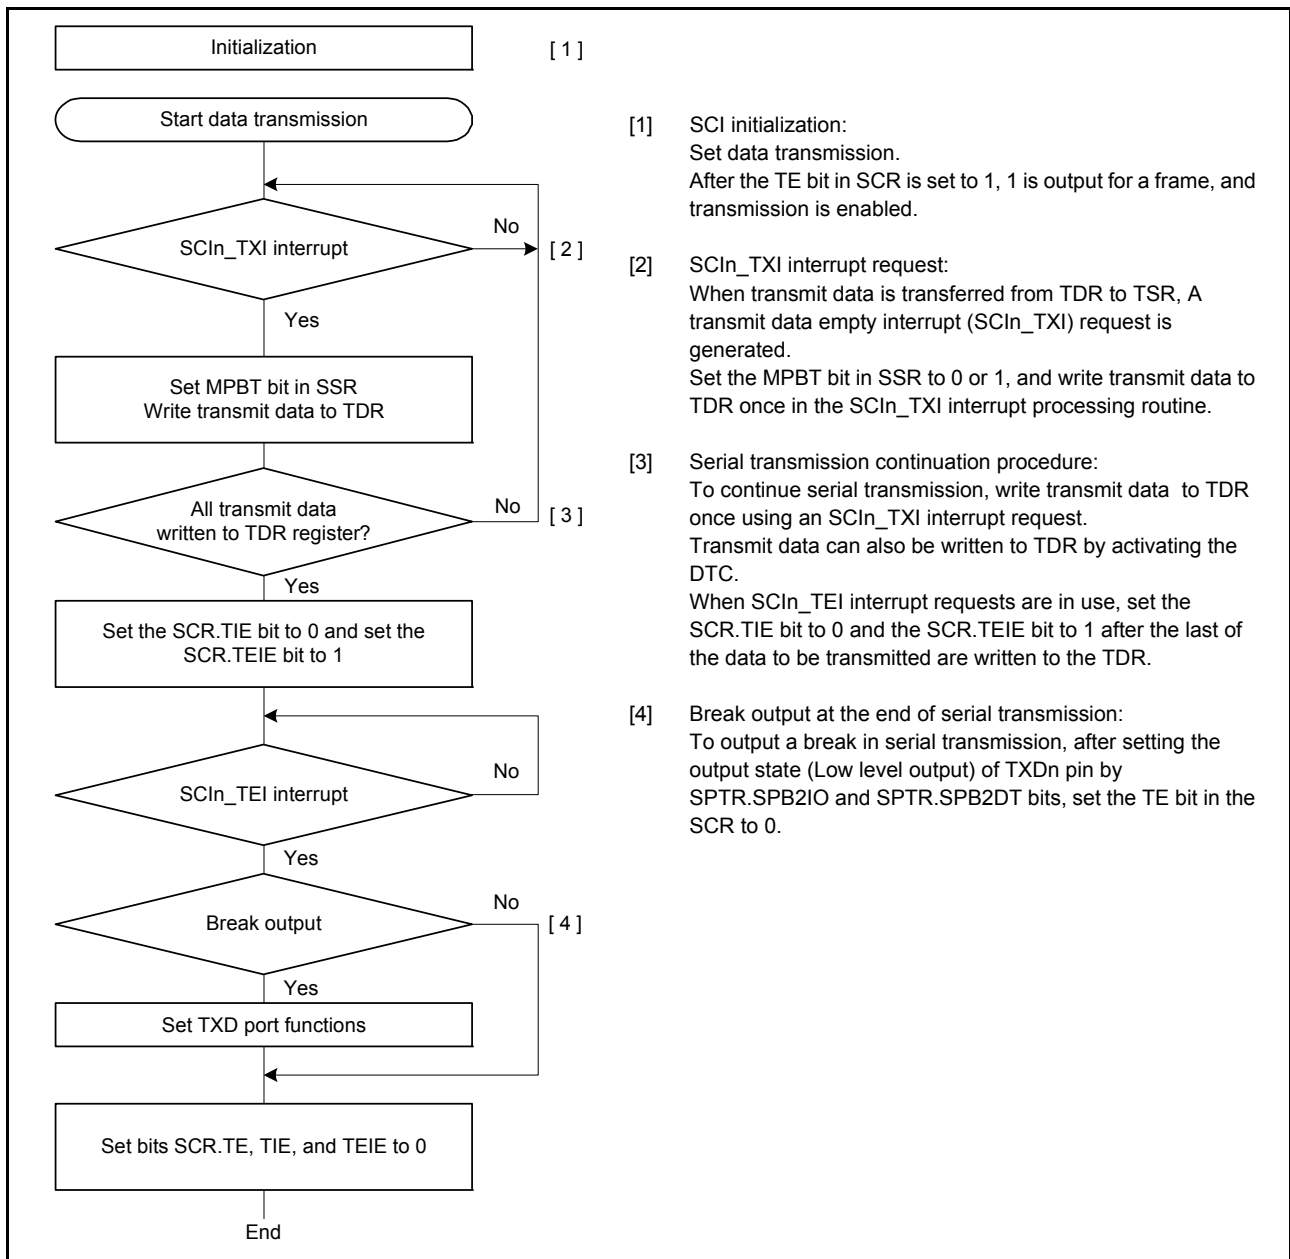 Initialization
[ 1 ]
Start data transmission
SCIn_TXI interrupt
No
[ 2 ]
Yes
Set MPBT bit in SSR
Write transmit data to TDR
All transmit data
written to TDR register?
No
[ 3 ]
Yes
Set the SCR.TIE bit to 0 and set the
SCR.TEIE bit to 1
SCIn_TEI interrupt
No
Yes
Break output
No
[ 4 ]
Yes
Set TXD port functions
Set bits SCR.TE, TIE, and TEIE to 0
End
[1] SCI initialization:
Set data transmission.
After the TE bit in SCR is set to 1, 1 is output for a frame, and
transmission is enabled.
[2] SCIn_TXI interrupt request:
When transmit data is transferred from TDR to TSR, A
transmit data empty interrupt (SCIn_TXI) request is
generated.
Set the MPBT bit in SSR to 0 or 1, and write transmit data to
TDR once in the SCIn_TXI interrupt processing routine.
[3] Serial transmission continuation procedure:
To continue serial transmission, write transmit data  to TDR
once using an SCIn_TXI interrupt request.
Transmit data can also be written to TDR by activating the
DTC.
When SCIn_TEI interrupt requests are in use, set the
SCR.TIE bit to 0 and the SCR.TEIE bit to 1 after the last of
the data to be transmitted are written to the TDR.
[4] Break output at the end of serial transmission:
To output a break in serial transmission, after setting the
output state (Low level output) of TXDn pin by
SPTR.SPB2IO and SPTR.SPB2DT bits, set the TE bit in the
SCR to 0.